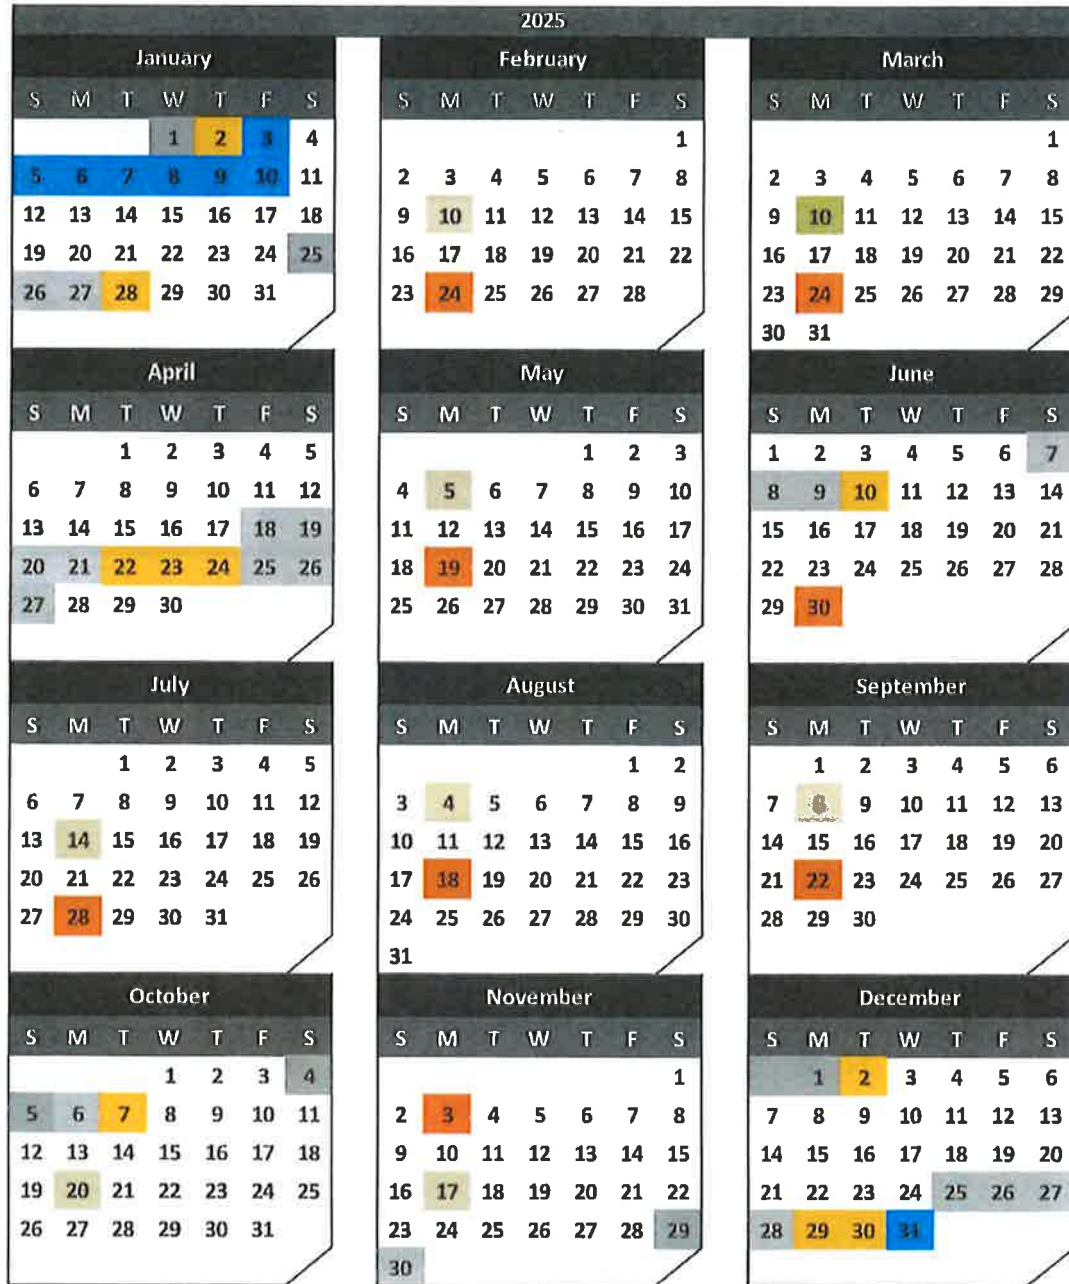 2025
January
S M T W T F S
1 2 3 4
5 6 7 8 9 10 11
12 13 14 15 16 17 18
19 20 21 22 23 24 25
26 27 28 29 30 31
February
S M T W T F S
1
2 3 4 5 6 7 8
9 10 11 12 13 14 15
16 17 18 19 20 21 22
23 24 25 26 27 28
March
S M T W T F S
1
2 3 4 5 6 7 8
9 10 11 12 13 14 15
16 17 18 19 20 21 22
23 24 25 26 27 28 29
30 31
April
S M T W T F S
1 2 3 4 5
6 7 8 9 10 11 12
13 14 15 16 17 18 19
20 21 22 23 24 25 26
27 28 29 30
May
S M T W T F S
1 2 3
4 5 6 7 8 9 10
11 12 13 14 15 16 17
18 19 20 21 22 23 24
25 26 27 28 29 30 31
June
S M T W T F S
1 2 3 4 5 6 7
8 9 10 11 12 13 14
15 16 17 18 19 20 21
22 23 24 25 26 27 28
29 30
July
S M T W T F S
1 2 3 4 5
6 7 8 9 10 11 12
13 14 15 16 17 18 19
20 21 22 23 24 25 26
27 28 29 30 31
August
S M T W T F S
1 2
3 4 5 6 7 8 9
10 11 12 13 14 15 16
17 18 19 20 21 22 23
24 25 26 27 28 29 30
31
September
S M T W T F S
1 2 3 4 5 6
7 8 9 10 11 12 13
14 15 16 17 18 19 20
21 22 23 24 25 26 27
28 29 30
October
S M T W T F S
1 2 3 4
5 6 7 8 9 10 11
12 13 14 15 16 17 18
19 20 21 22 23 24 25
26 27 28 29 30 31
November
S M T W T F S
1
2 3 4 5 6 7 8
9 10 11 12 13 14 15
16 17 18 19 20 21 22
23 24 25 26 27 28 29
30
December
S M T W T F S
1 2 3 4 5 6
7 8 9 10 11 12 13
14 15 16 17 18 19 20
21 22 23 24 25 26 27
28 29 30 31